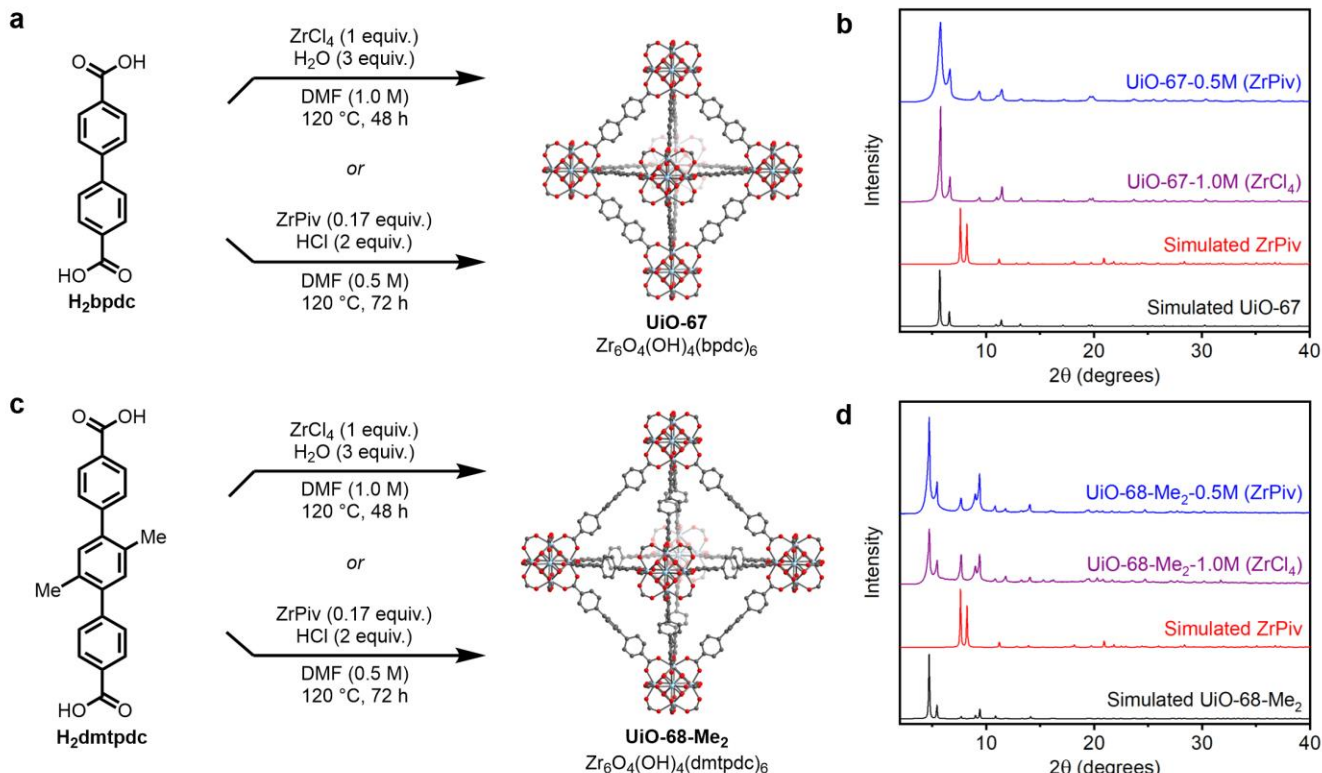 a
O
OH
HO
O
H₂bpdc
ZrCl₄ (1 equiv.)
H₂O (3 equiv.)
DMF (1.0 M)
120 °C, 48 h
or
ZrPiv (0.17 equiv.)
HCl (2 equiv.)
DMF (0.5 M)
120 °C, 72 h
UiO-67
Zr₆O₄(OH)₄(bpdc)₆
b
Intensity
UiO-67-0.5M (ZrPiv)
UiO-67-1.0M (ZrCl₄)
Simulated ZrPiv
Simulated UiO-67
10 20 30 40
2θ (degrees)
c
O
OH
Me
Me
HO
O
H₂dmtpdc
ZrCl₄ (1 equiv.)
H₂O (3 equiv.)
DMF (1.0 M)
120 °C, 48 h
or
ZrPiv (0.17 equiv.)
HCl (2 equiv.)
DMF (0.5 M)
120 °C, 72 h
UiO-68-Me₂
Zr₆O₄(OH)₄(dmtpdc)₆
d
Intensity
UiO-68-Me₂-0.5M (ZrPiv)
UiO-68-Me₂-1.0M (ZrCl₄)
Simulated ZrPiv
Simulated UiO-68-Me₂
10 20 30 40
2θ (degrees)